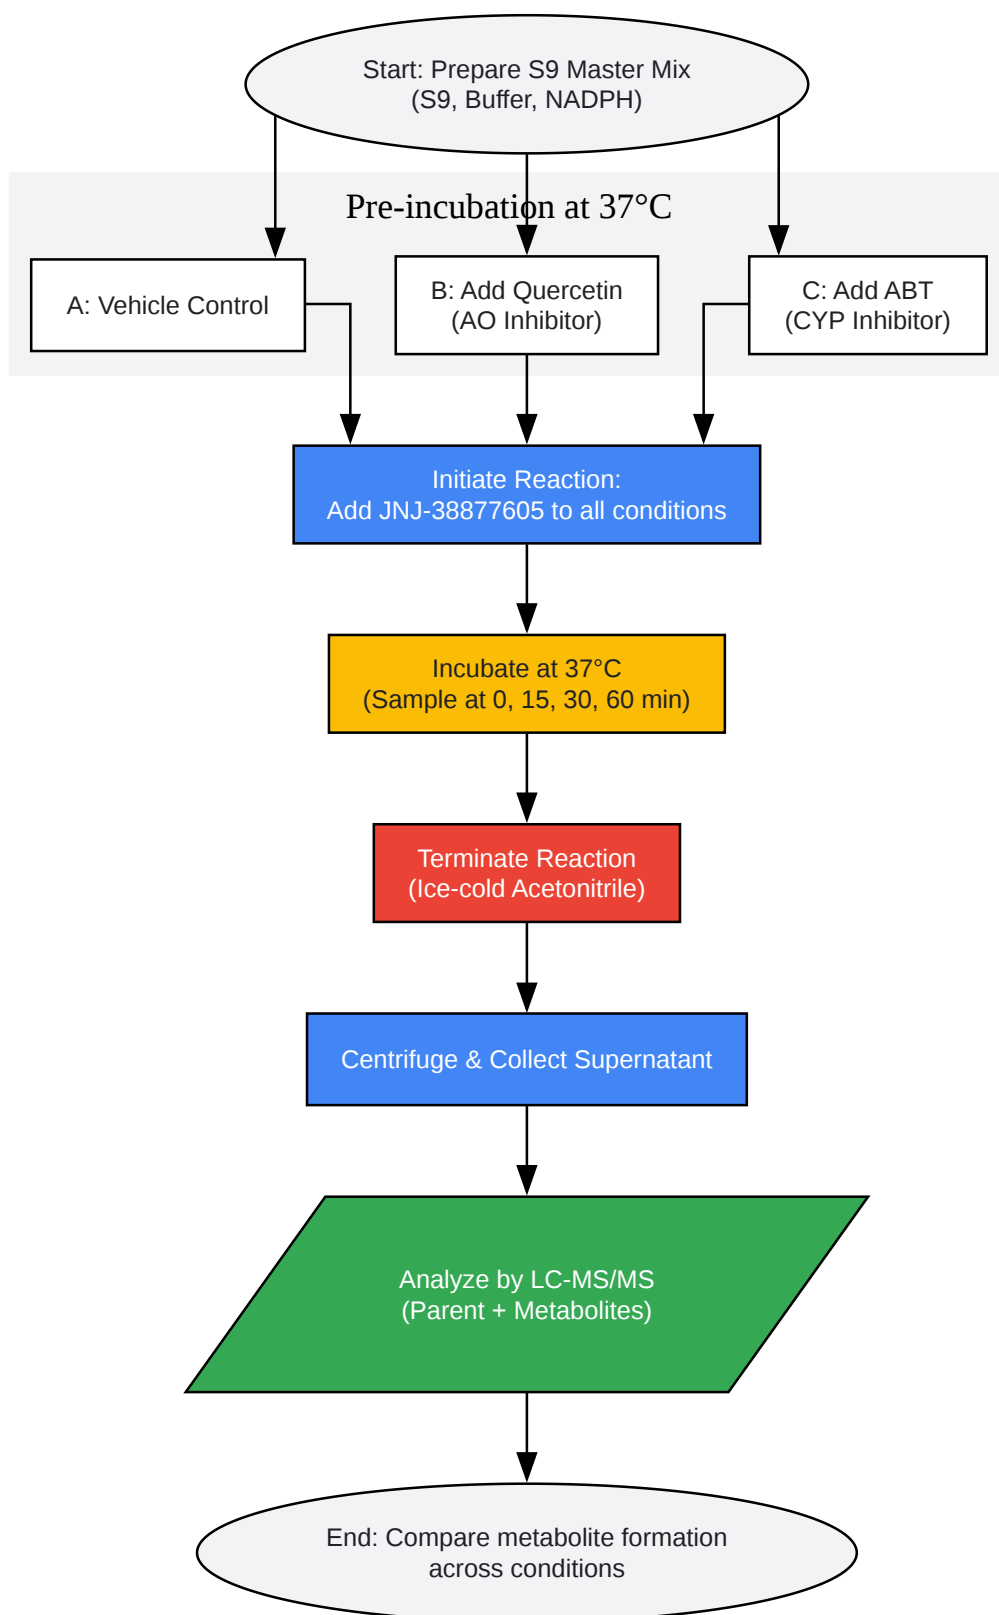 Start: Prepare S9 Master Mix
(S9, Buffer, NADPH)
Pre-incubation at 37°C
A: Vehicle Control
B: Add Quercetin
(AO Inhibitor)
C: Add ABT
(CYP Inhibitor)
Initiate Reaction:
Add JNJ-38877605 to all conditions
Incubate at 37°C
(Sample at 0, 15, 30, 60 min)
Terminate Reaction
(Ice-cold Acetonitrile)
Centrifuge & Collect Supernatant
Analyze by LC-MS/MS
(Parent + Metabolites)
End: Compare metabolite formation
across conditions